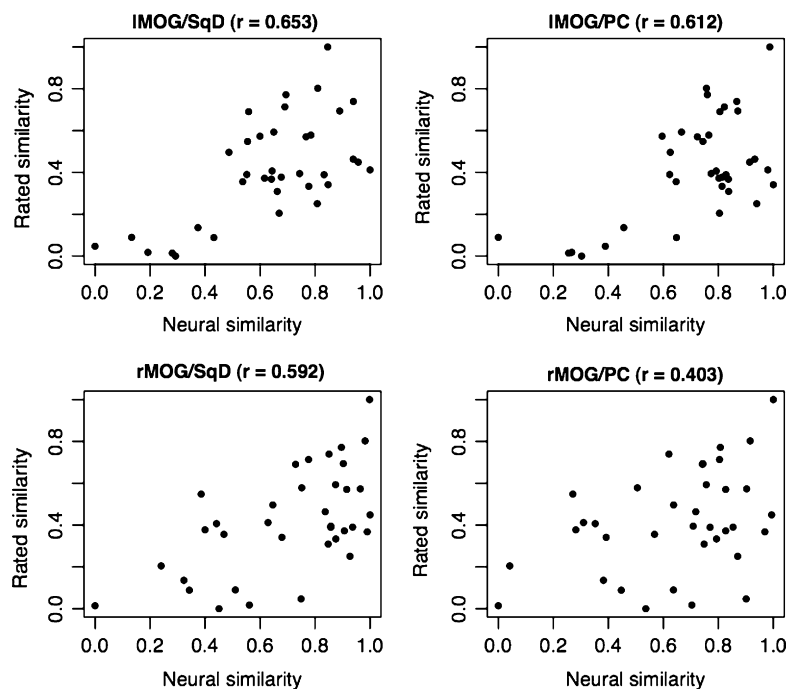 lMOG/SqD (r = 0.653)
Rated similarity
0.8
0.4
0.0
0.0 0.2 0.4 0.6 0.8 1.0
Neural similarity
lMOG/PC (r = 0.612)
Rated similarity
0.8
0.4
0.0
0.0 0.2 0.4 0.6 0.8 1.0
Neural similarity
rMOG/SqD (r = 0.592)
Rated similarity
0.8
0.4
0.0
0.0 0.2 0.4 0.6 0.8 1.0
Neural similarity
rMOG/PC (r = 0.403)
Rated similarity
0.8
0.4
0.0
0.0 0.2 0.4 0.6 0.8 1.0
Neural similarity